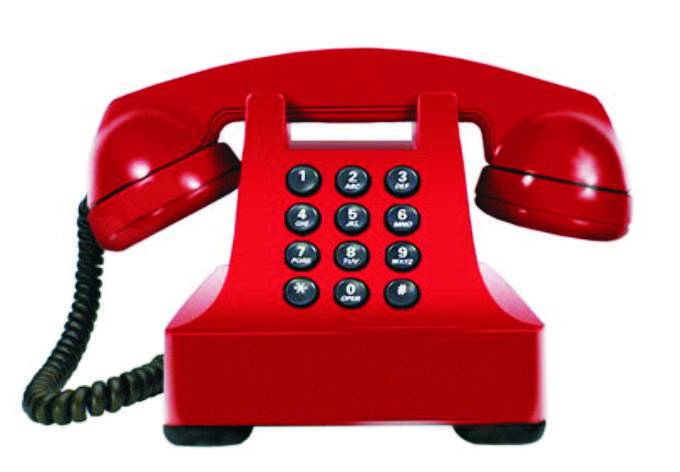 1 2 3
ABC DEF
4 5 6
GHI JKL MNO
7 8 9
PQRS TUV WXYZ
* 0 #
OPER